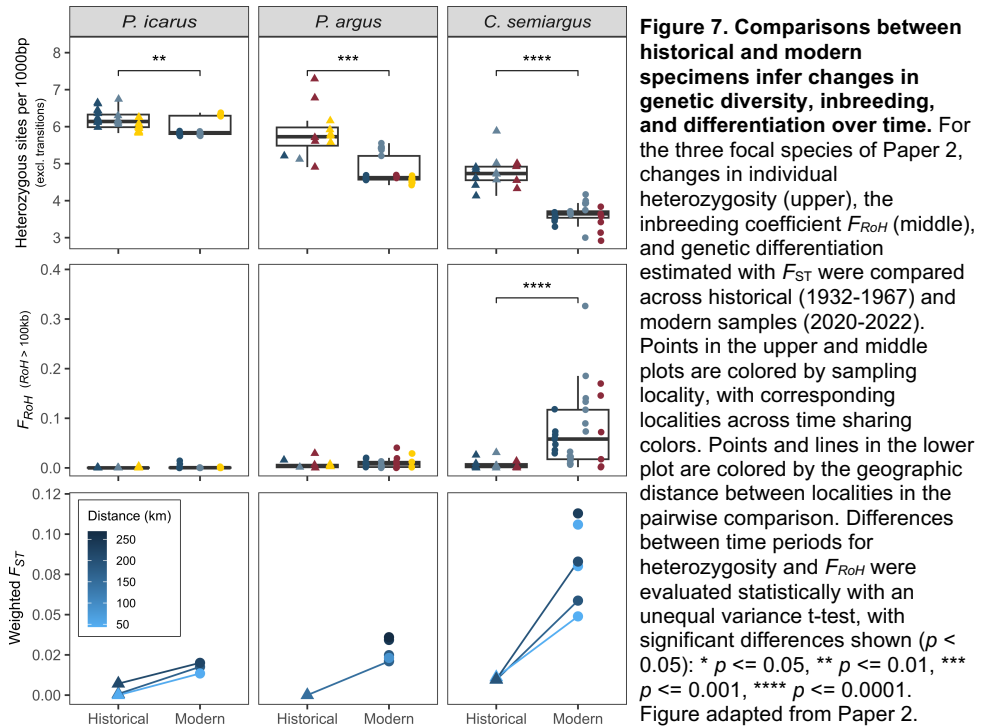 P. icarus
P. argus
C. semiargus
Heterozygous sites per 1000bp
(excl. transitions)
8
7
6
5
4
3
**
***
****
FRoH (RoH > 100kb)
0.4
0.3
0.2
0.1
0.0
****
Weighted FST
0.12
0.10
0.08
0.05
0.02
0.00
Distance (km)
250
200
150
100
50
Historical Modern
Historical Modern
Historical Modern
Figure 7. Comparisons between
historical and modern
specimens infer changes in
genetic diversity, inbreeding,
and differentiation over time. For
the three focal species of Paper 2,
changes in individual
heterozygosity (upper), the
inbreeding coefficient FRoH (middle),
and genetic differentiation
estimated with FST were compared
across historical (1932-1967) and
modern samples (2020-2022).
Points in the upper and middle
plots are colored by sampling
locality, with corresponding
localities across time sharing
colors. Points and lines in the lower
plot are colored by the geographic
distance between localities in the
pairwise comparison. Differences
between time periods for
heterozygosity and FRoH were
evaluated statistically with an
unequal variance t-test, with
significant differences shown (p <
0.05): * p <= 0.05, ** p <= 0.01, ***
p <= 0.001, **** p <= 0.0001.
Figure adapted from Paper 2.